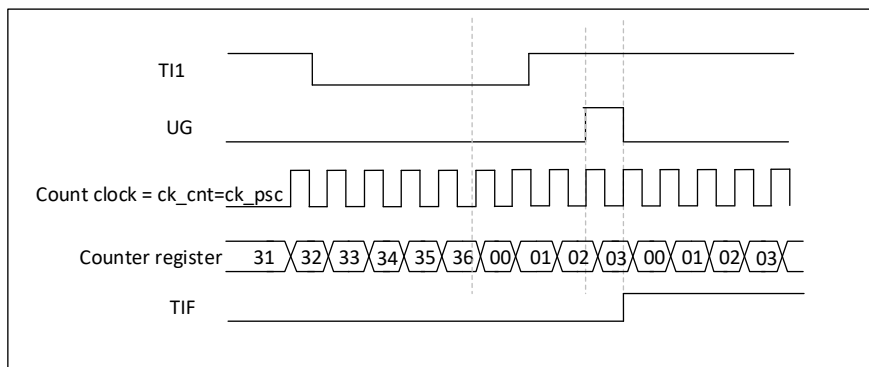 TI1
UG
Count clock = ck_cnt=ck_psc
Counter register 31 32 33 34 35 36 00 01 02 03 00 01 02 03
TIF